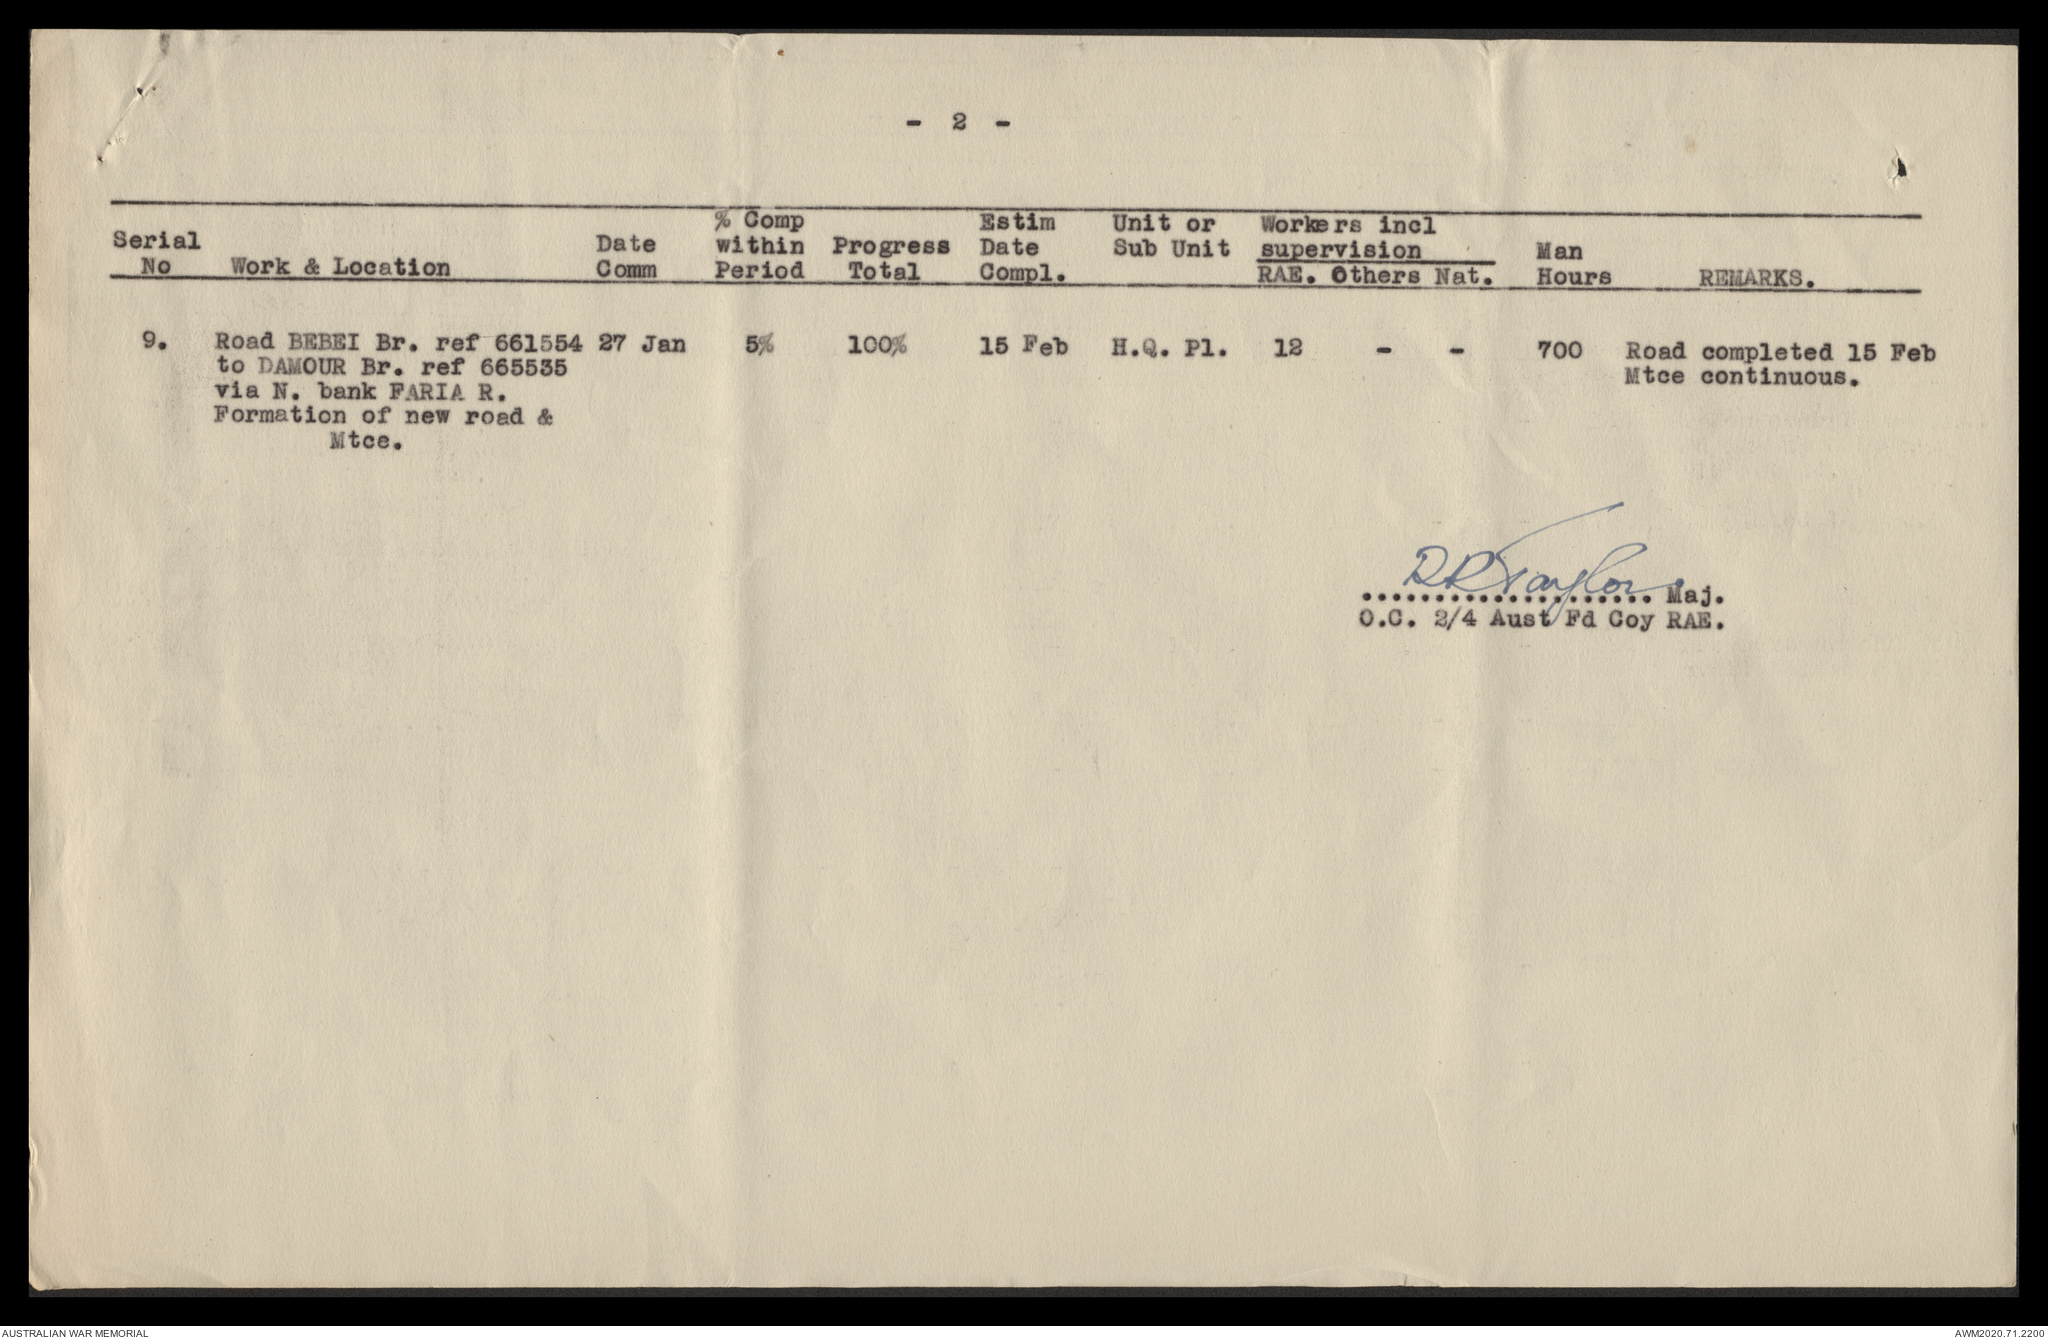 - 2 -
Serial No | Work & Location | Date Comm | % Comp within Period | Progress Total | Estim Date Compl. | Unit or Sub Unit | Workers incl supervision RAE. Others Nat. | Man Hours | REMARKS.
9. Road BEBEI Br. ref 661554 27 Jan 5% 100% 15 Feb H.Q. Pl. 12 - - 700 Road completed 15 Feb
to DAMOUR Br. ref 665535 Mtce continuous.
via N. bank FARIA R.
Formation of new road &
Mtce.
RRTaylor
..................... Maj.
O.C. 2/4 Aust Fd Coy RAE.
AUSTRALIAN WAR MEMORIAL
AWM2020.71.2200